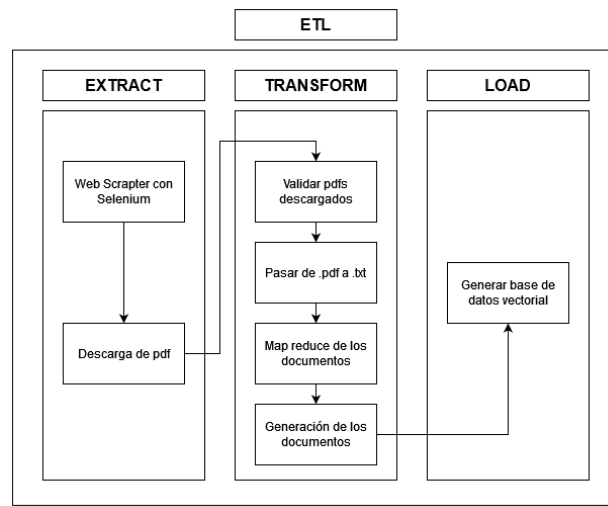 ETL
EXTRACT
TRANSFORM
LOAD
Web Scrapter con
Selenium
Descarga de pdf
Validar pdfs
descargados
Pasar de .pdf a .txt
Map reduce de los
documentos
Generación de los
documentos
Generar base de
datos vectorial